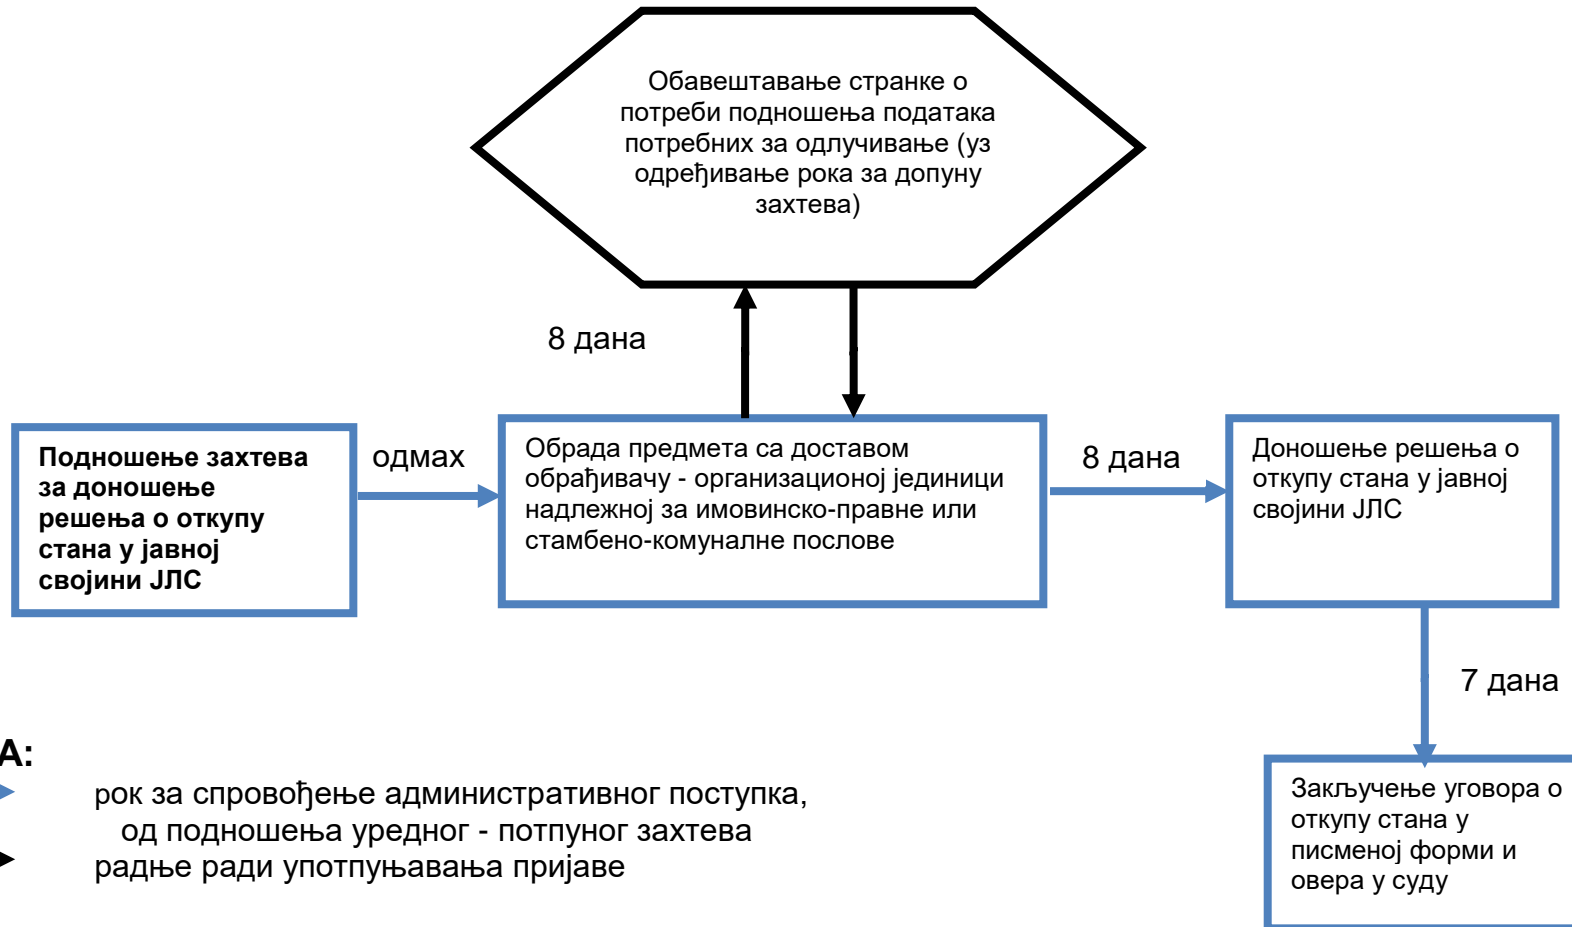 Обавештавање странке о
потреби подношења података
потребних за одлучивање (уз
одређивање рока за допуну
захтева)
8 дана
Подношење захтева
за доношење
решења о откупу
стана у јавној
својини ЈЛС
одмах
Обрада предмета са доставом
обрађивачу - организационој јединици
надлежној за имовинско-правне или
стамбено-комуналне послове
8 дана
Доношење решења о
откупу стана у јавној
својини ЈЛС
7 дана
Закључење уговора о
откупу стана у
писменој форми и
овера у суду
А:
рок за спровођење административног поступка,
од подношења уредног - потпуног захтева
радње ради употпуњавања пријаве